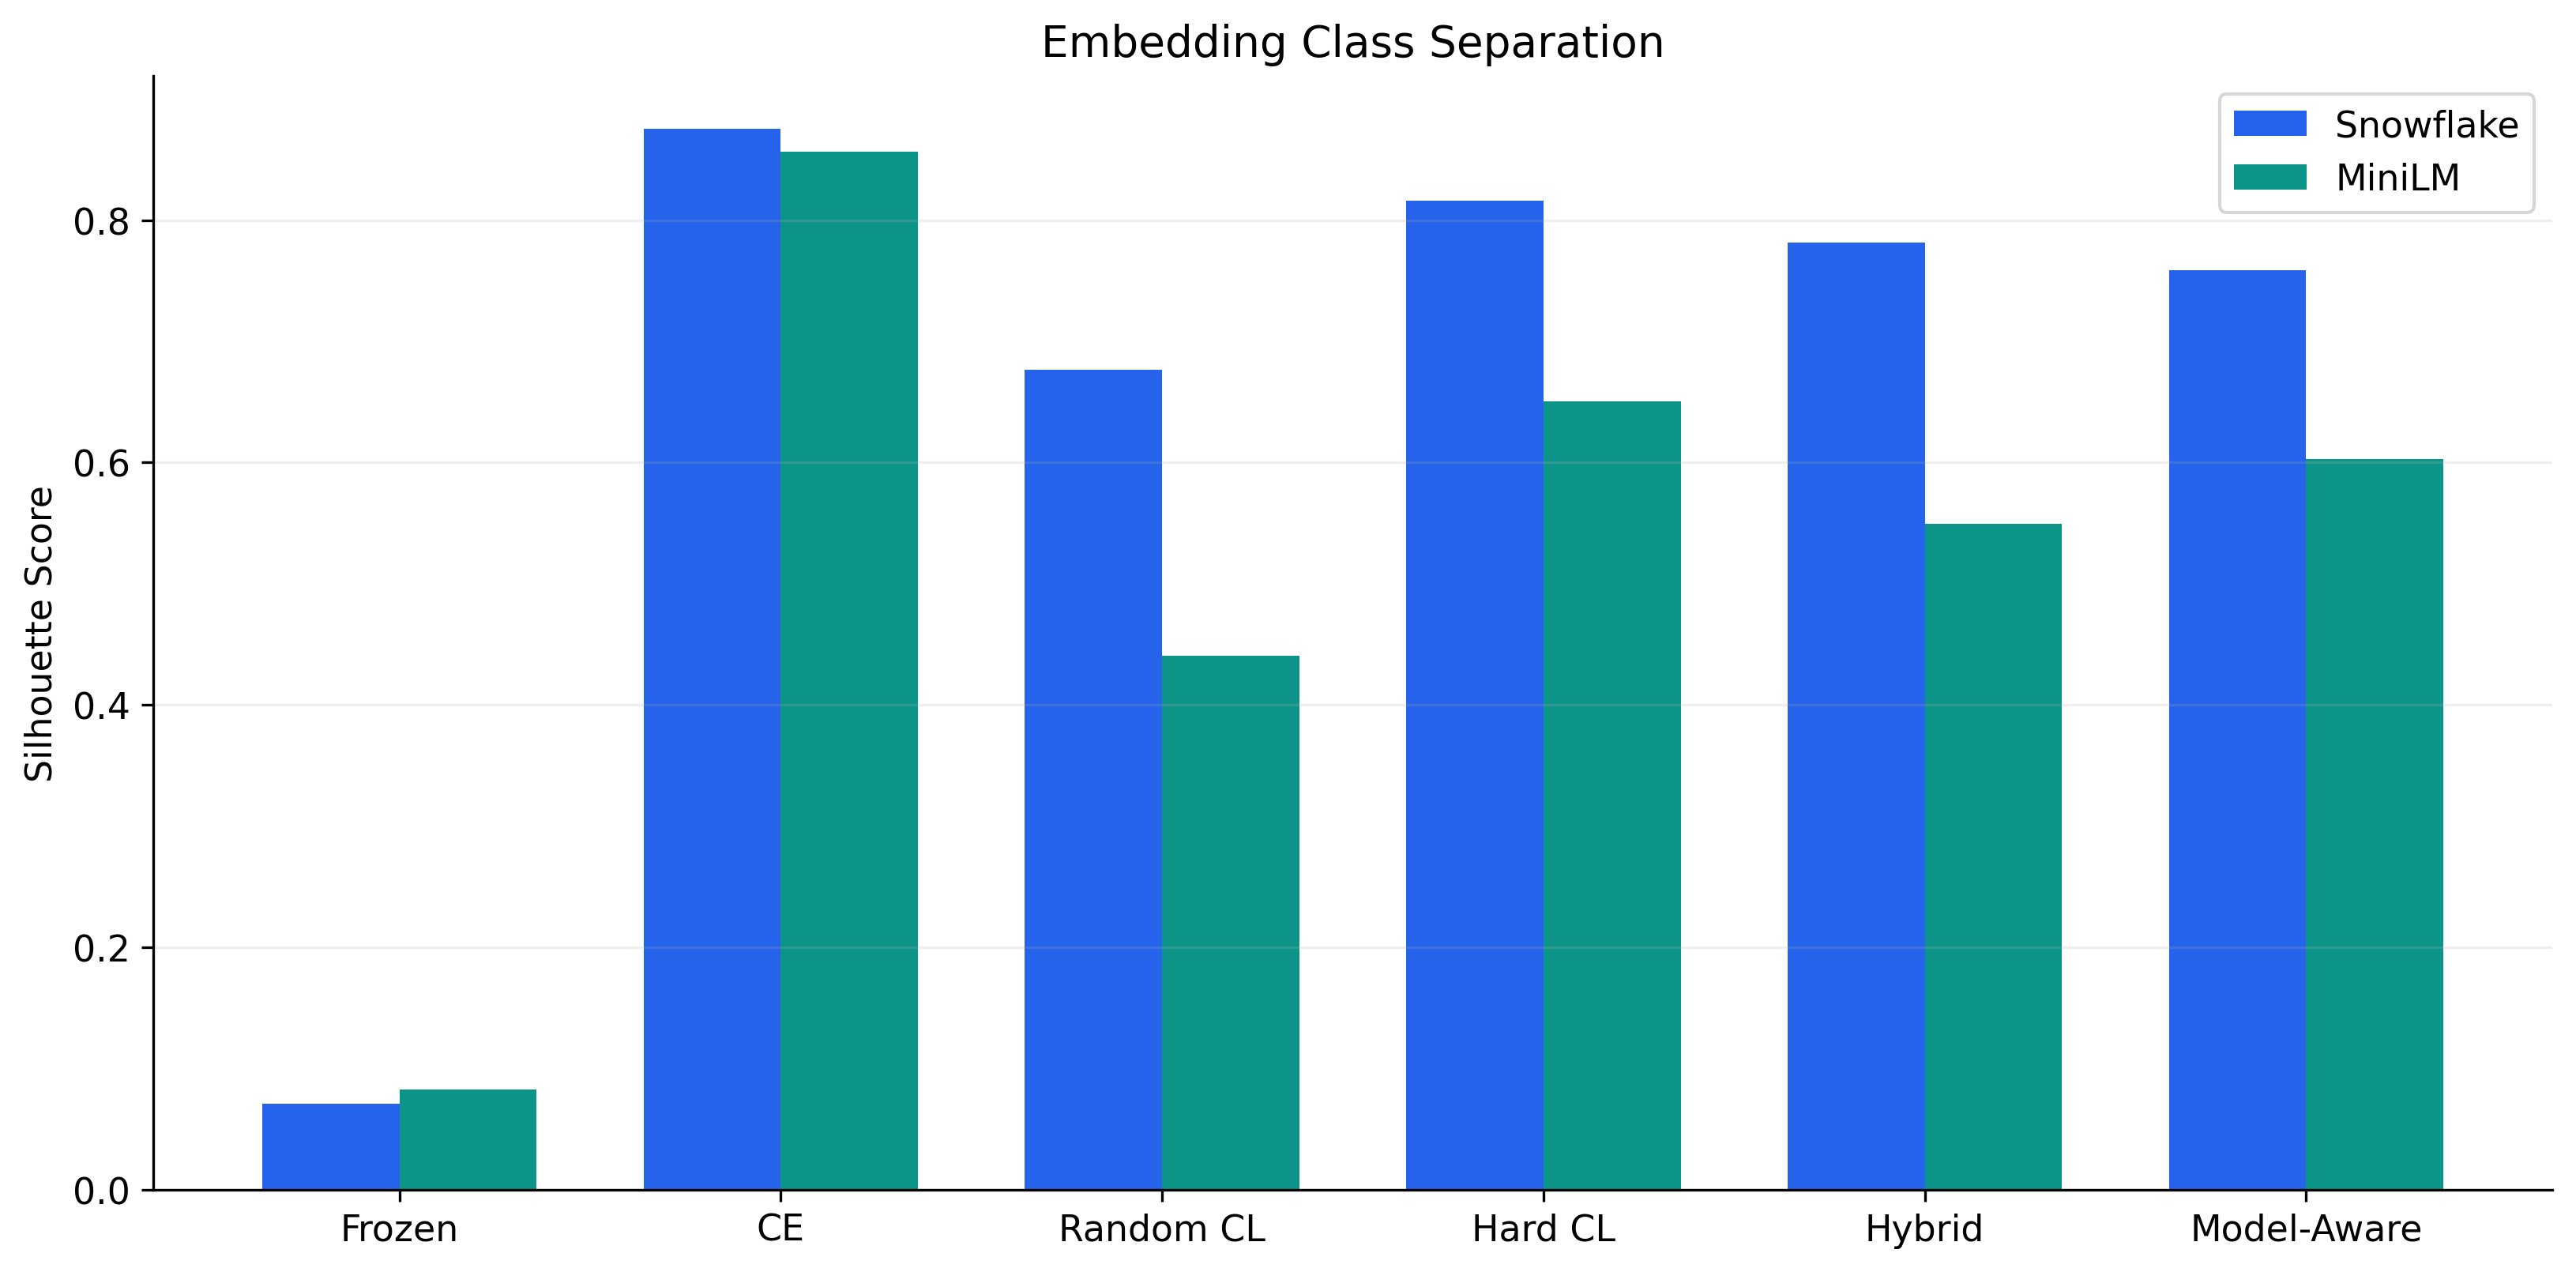 Embedding Class Separation
Snowflake
MiniLM
Silhouette Score
0.8
0.6
0.4
0.2
0.0
Frozen
CE
Random CL
Hard CL
Hybrid
Model-Aware